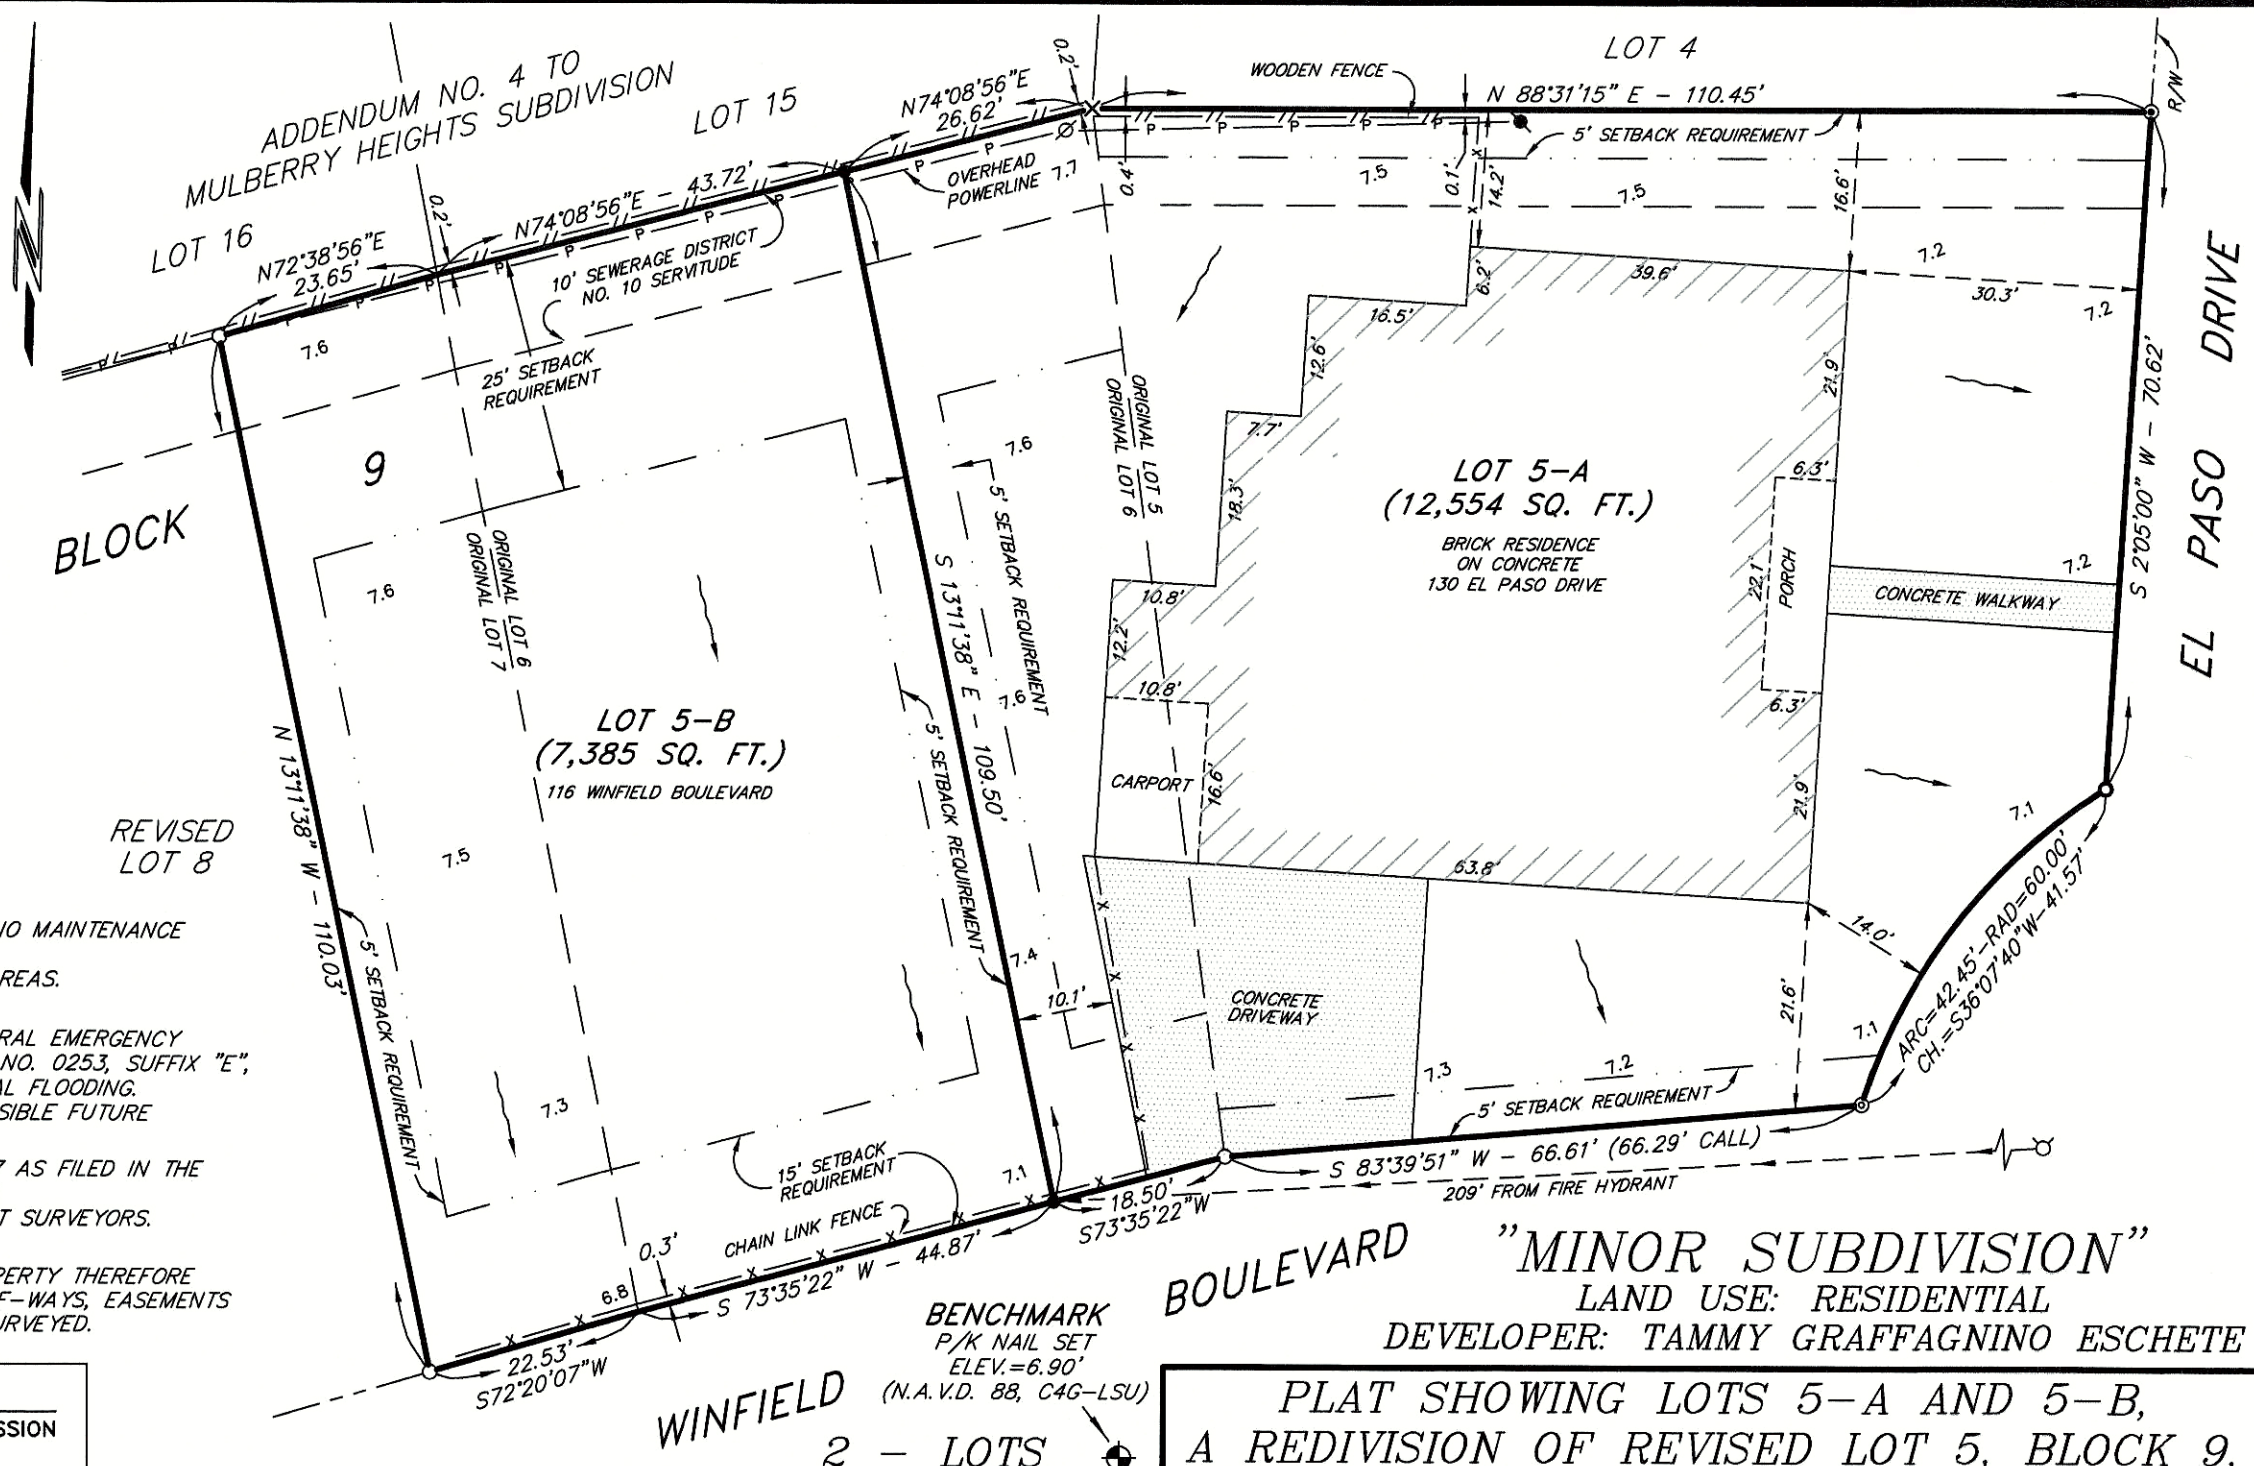 ADDENDUM NO. 4 TO
MULBERRY HEIGHTS SUBDIVISION
LOT 16
LOT 15
LOT 4
N72°38'56"E
23.65'
0.2'
N74°08'56"E - 43.72'
N74°08'56"E
26.62'
0.2'
WOODEN FENCE
N 88°31'15" E - 110.45'
R/W
5' SETBACK REQUIREMENT
OVERHEAD
POWERLINE
7.7
0.4'
7.5
0.1'
14.2'
7.5
16.6'
10' SEWERAGE DISTRICT
NO. 10 SERVITUDE
25' SETBACK
REQUIREMENT
7.6
9
BLOCK
7.6
ORIGINAL LOT 6
ORIGINAL LOT 7
7.6
5' SETBACK REQUIREMENT
ORIGINAL LOT 5
ORIGINAL LOT 6
S 13°11'38" E - 109.50'
7.6
5' SETBACK REQUIREMENT
LOT 5-B
(7,385 SQ. FT.)
116 WINFIELD BOULEVARD
N 13°11'38" W - 110.03'
5' SETBACK REQUIREMENT
7.5
7.3
REVISED
LOT 8
6.2'
39.6'
16.5'
12.6'
7.7'
18.3'
10.8'
12.2'
10.8'
CARPORT
16.6'
63.8'
LOT 5-A
(12,554 SQ. FT.)
BRICK RESIDENCE
ON CONCRETE
130 EL PASO DRIVE
21.9'
6.3'
22.1'
PORCH
6.3'
21.9'
7.2
30.3'
7.2
7.2
CONCRETE WALKWAY
S 2°05'00" W - 70.62'
EL PASO DRIVE
7.1
14.0'
21.6'
7.1
ARC=42.45'-RAD=60.00'
CH.=S36°07'40"W-41.57'
7.4
10.1'
CONCRETE
DRIVEWAY
7.3
7.2
5' SETBACK REQUIREMENT
S 83°39'51" W - 66.61' (66.29' CALL)
209' FROM FIRE HYDRANT
7.1
18.50'
S73°35'22"W
15' SETBACK
REQUIREMENT
CHAIN LINK FENCE
0.3'
6.8
S 73°35'22" W - 44.87'
22.53'
S72°20'07"W
NO MAINTENANCE
REAS.
RAL EMERGENCY
NO. 0253, SUFFIX "E",
AL FLOODING.
SIBLE FUTURE
7 AS FILED IN THE
T SURVEYORS.
PERTY THEREFORE
F-WAYS, EASEMENTS
URVEYED.
SSION
WINFIELD BOULEVARD
BENCHMARK
P/K NAIL SET
ELEV.=6.90'
(N.A.V.D. 88, C4G-LSU)
2 - LOTS
"MINOR SUBDIVISION"
LAND USE: RESIDENTIAL
DEVELOPER: TAMMY GRAFFAGNINO ESCHETE
PLAT SHOWING LOTS 5-A AND 5-B,
A REDIVISION OF REVISED LOT 5, BLOCK 9,